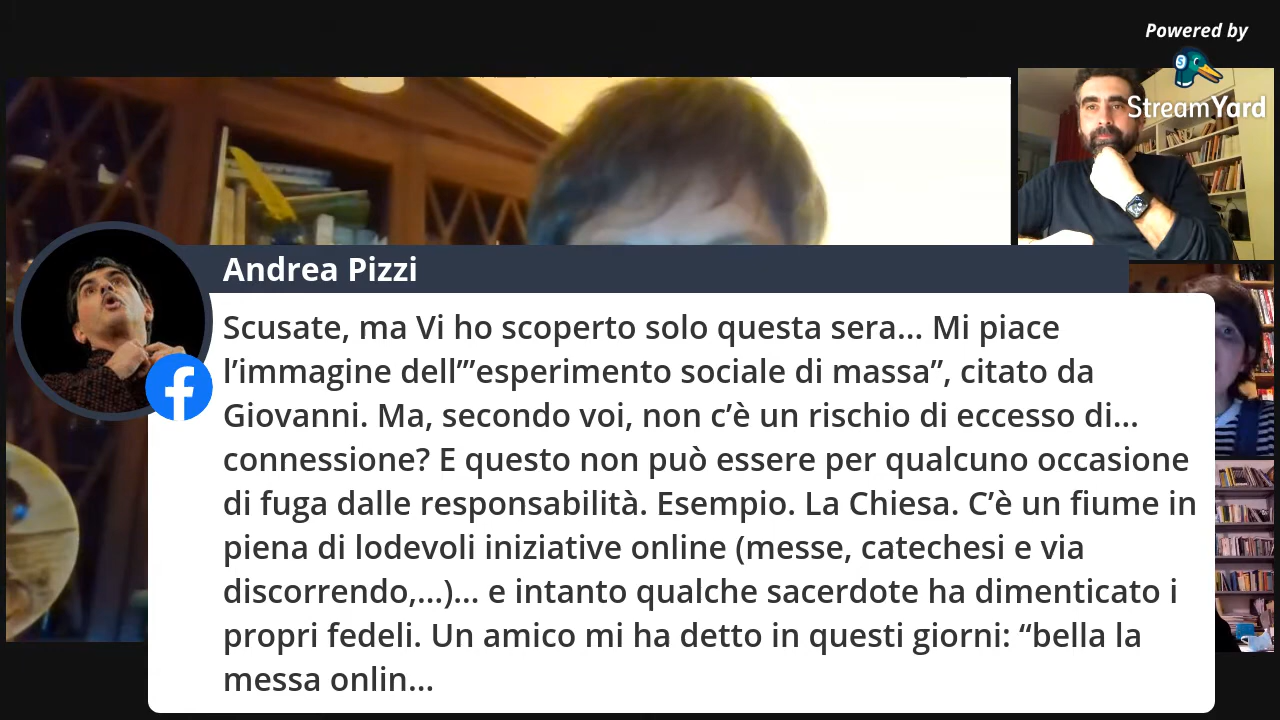 Powered by
StreamYard
Andrea Pizzi
Scusate, ma Vi ho scoperto solo questa sera... Mi piace
l’immagine dell’”esperimento sociale di massa”, citato da
Giovanni. Ma, secondo voi, non c’è un rischio di eccesso di...
connessione? E questo non può essere per qualcuno occasione
di fuga dalle responsabilità. Esempio. La Chiesa. C’è un fiume in
piena di lodevoli iniziative online (messe, catechesi e via
discorrendo,...)... e intanto qualche sacerdote ha dimenticato i
propri fedeli. Un amico mi ha detto in questi giorni: “bella la
messa onlin...